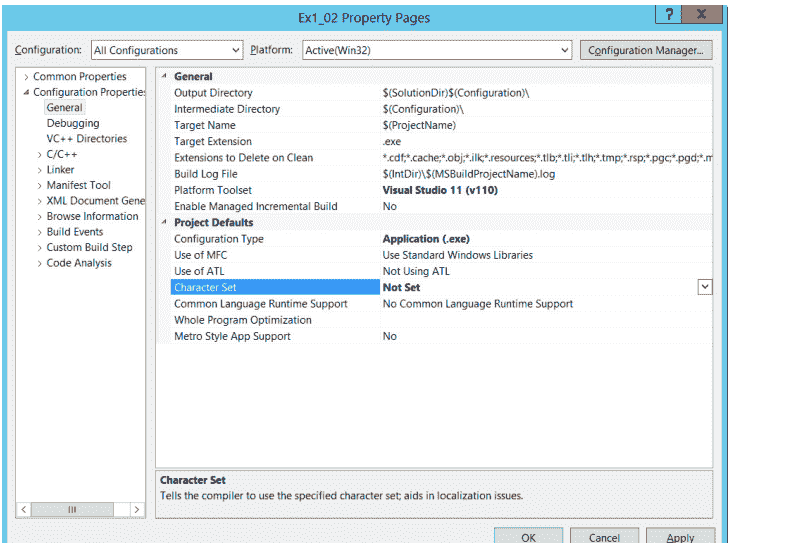 Ex1_02 Property Pages
? X
Configuration: All Configurations Platform: Active(Win32) Configuration Manager...
Common Properties
Configuration Propertie
General
Debugging
VC++ Directories
C/C++
Linker
Manifest Tool
XML Document Gene
Browse Information
Build Events
Custom Build Step
Code Analysis
General
Output Directory $(SolutionDir)$(Configuration)\
Intermediate Directory $(Configuration)\
Target Name $(ProjectName)
Target Extension .exe
Extensions to Delete on Clean *.cdf;*.cache;*.obj;*.ilk;*.resources;*.tlb;*.tli;*.tlh;*.tmp;*.rsp;*.pgc;*.pgd;*.m
Build Log File $(IntDir)\$(MSBuildProjectName).log
Platform Toolset Visual Studio 11 (v110)
Enable Managed Incremental Build No
Project Defaults
Configuration Type Application (.exe)
Use of MFC Use Standard Windows Libraries
Use of ATL Not Using ATL
Character Set Not Set
Common Language Runtime Support No Common Language Runtime Support
Whole Program Optimization
Metro Style App Support No
Character Set
Tells the compiler to use the specified character set; aids in localization issues.
OK Cancel Apply